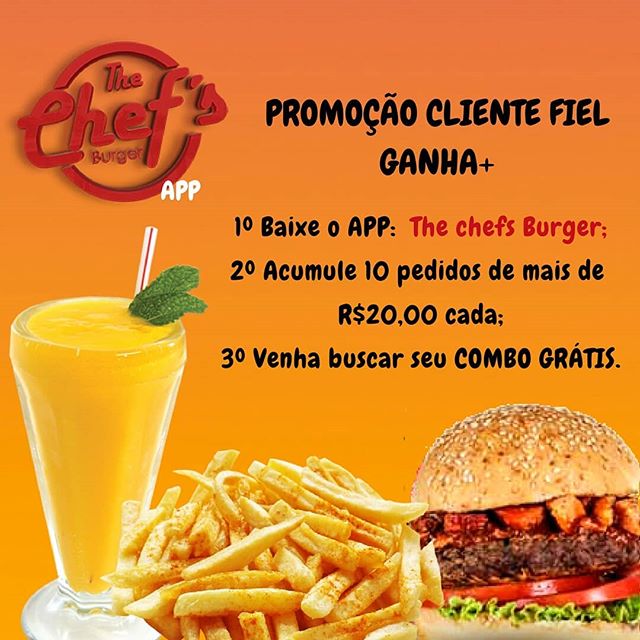 The
Chef's
Burger
APP
PROMOÇÃO CLIENTE FIEL
GANHA+
1º Baixe o APP: The chefs Burger;
2º Acumule 10 pedidos de mais de
R$20,00 cada;
3º Venha buscar seu COMBO GRÁTIS.